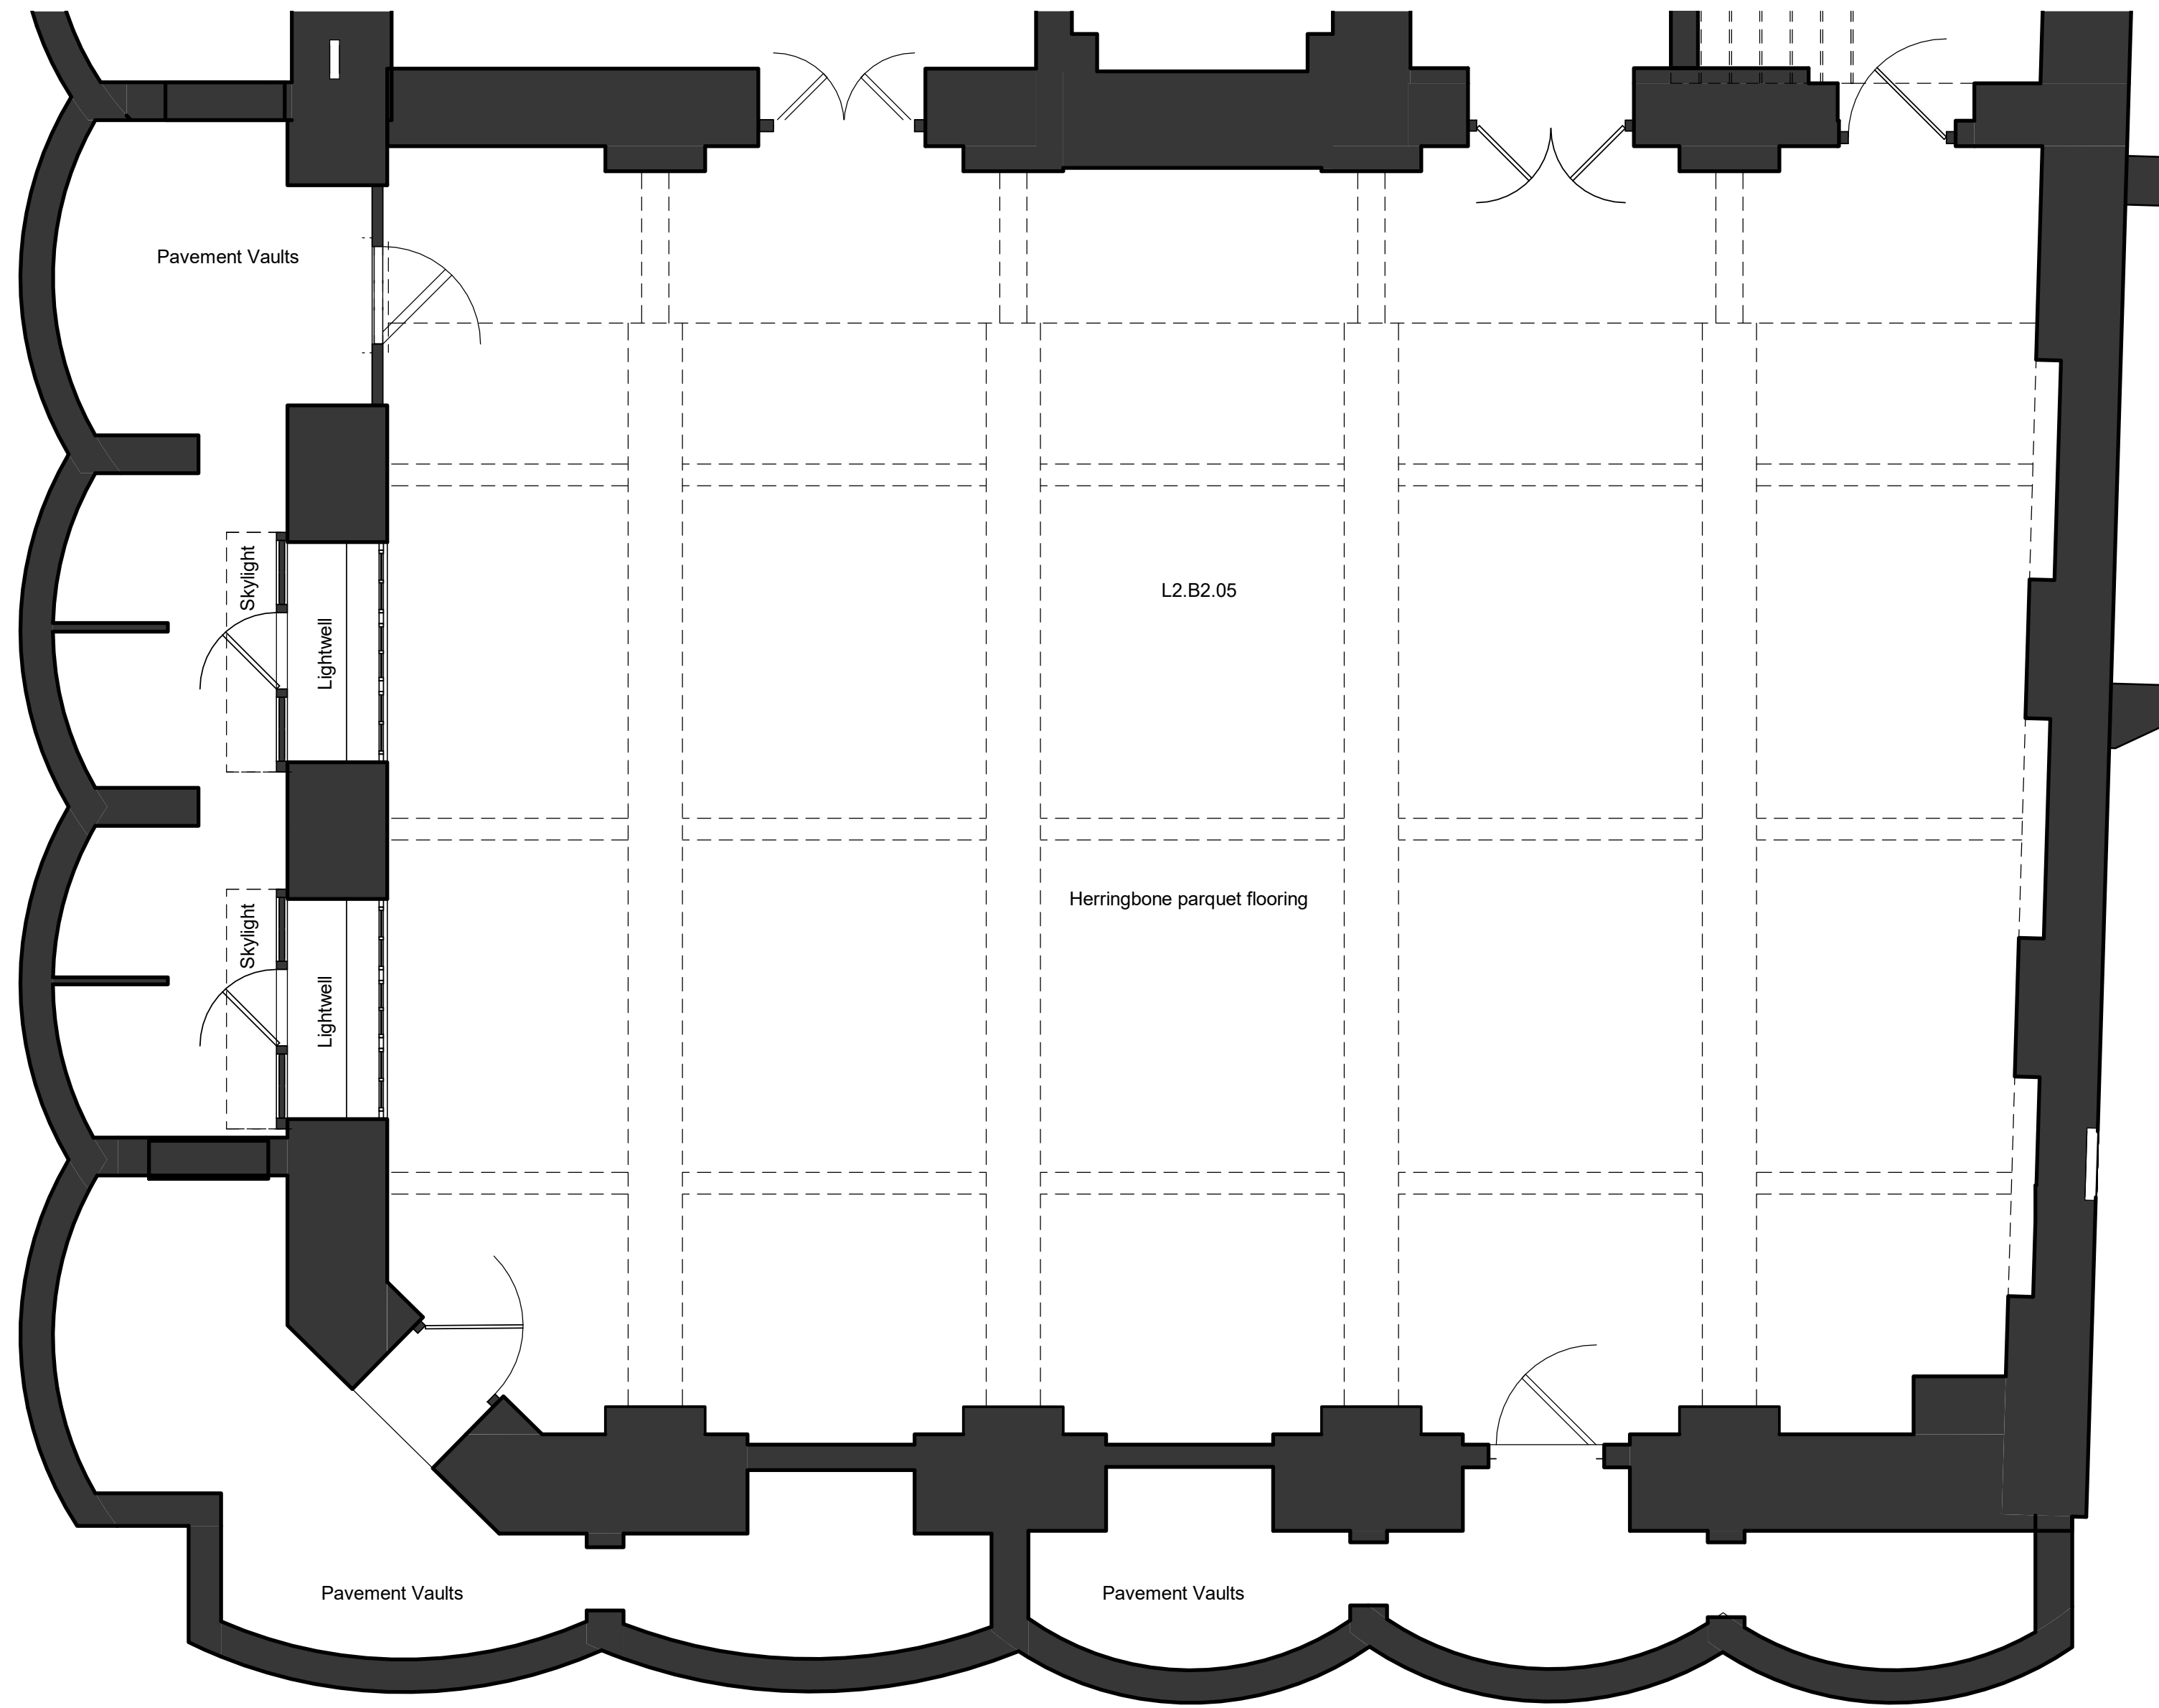 Pavement Vaults
Skylight
Lightwell
L2.B2.05
Herringbone parquet flooring
Skylight
Lightwell
Pavement Vaults
Pavement Vaults